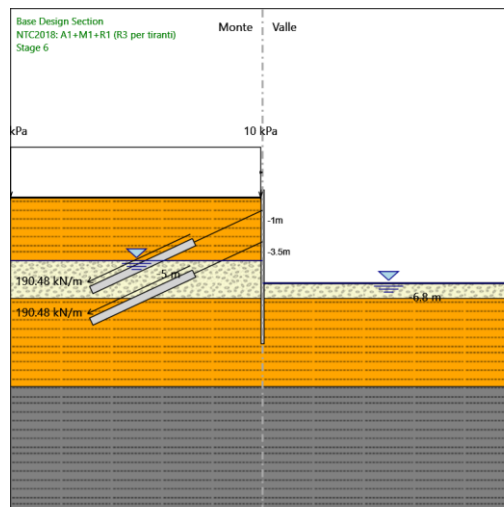 Base Design Section
NTC2018: A1+M1+R1 (R3 per tiranti)
Stage 6
Monte Valle
kPa 10 kPa
-1m
-3.5m
5 m
190.48 kN/m
-6.8 m
190.48 kN/m